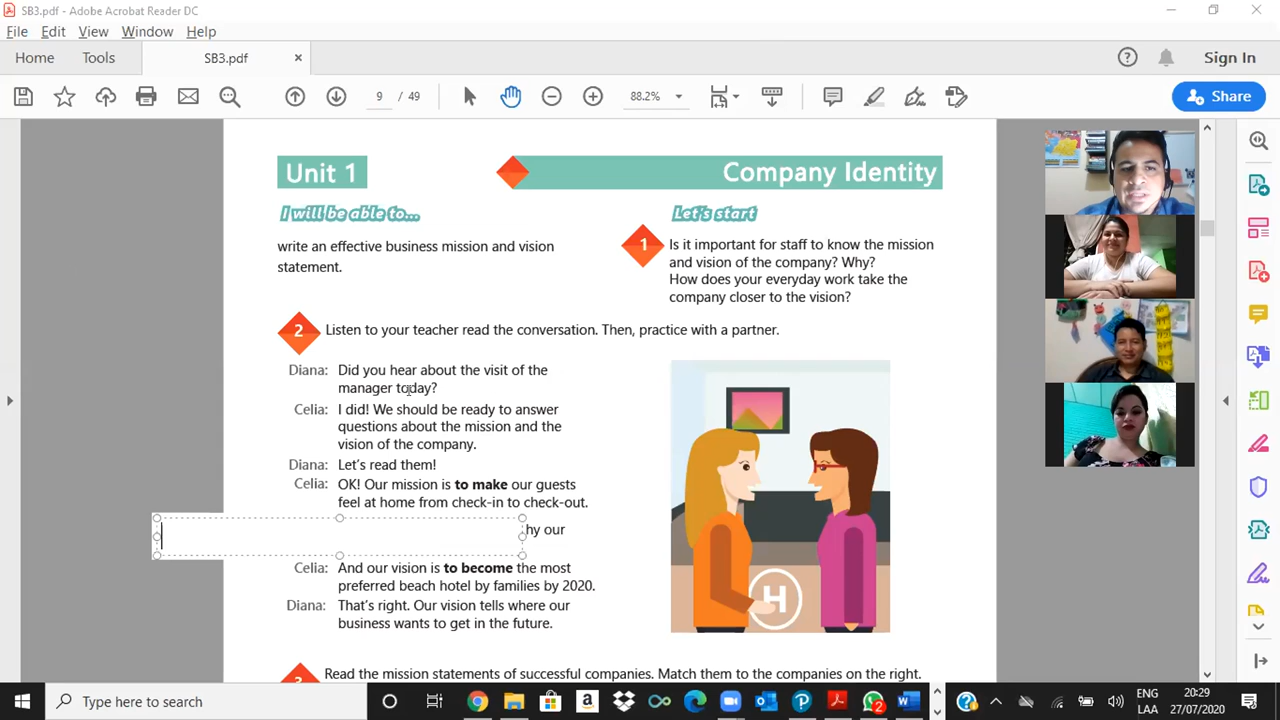 SB3.pdf - Adobe Acrobat Reader DC
File Edit View Window Help
Home Tools SB3.pdf × Sign In
9 / 49 88.2% Share
Unit 1 Company Identity
I will be able to...
write an effective business mission and vision
statement.
Let's start
1 Is it important for staff to know the mission
and vision of the company? Why?
How does your everyday work take the
company closer to the vision?
2 Listen to your teacher read the conversation. Then, practice with a partner.
Diana: Did you hear about the visit of the
manager today?
Celia: I did! We should be ready to answer
questions about the mission and the
vision of the company.
Diana: Let's read them!
Celia: OK! Our mission is to make our guests
feel at home from check-in to check-out.
hy our
Celia: And our vision is to become the most
preferred beach hotel by families by 2020.
Diana: That's right. Our vision tells where our
business wants to get in the future.
H
3 Read the mission statements of successful companies. Match them to the companies on the right.
Type here to search
ENG 20:29
LAA 27/07/2020